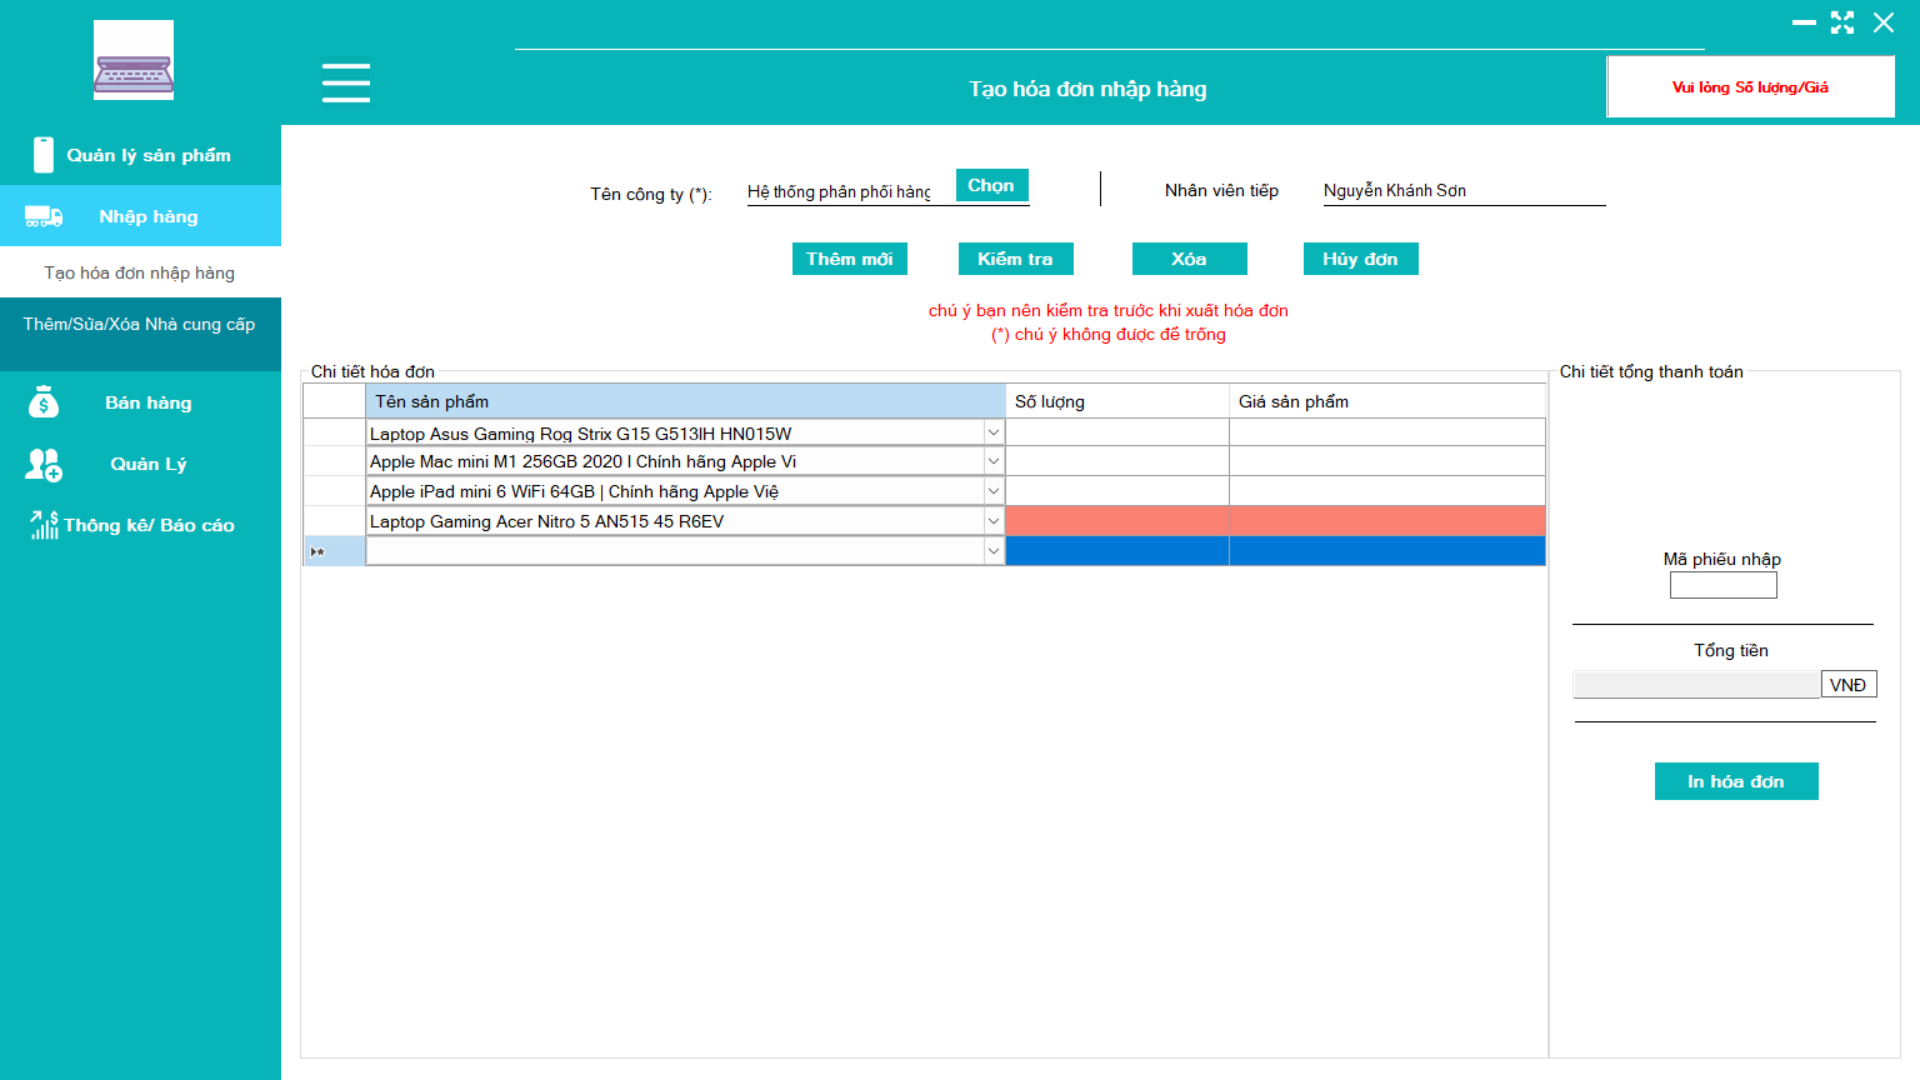 Tạo hóa đơn nhập hàng
Vui lòng Số lượng/Giá
Quản lý sản phẩm
Nhập hàng
Tạo hóa đơn nhập hàng
Thêm/Sửa/Xóa Nhà cung cấp
Bán hàng
Quản Lý
Thống kê/ Báo cáo
Tên công ty (*): Hệ thống phân phối hàng Chọn Nhân viên tiếp Nguyễn Khánh Sơn
Thêm mới Kiểm tra Xóa Hủy đơn
chú ý bạn nên kiểm tra trước khi xuất hóa đơn
(*) chú ý không được để trống
Chi tiết hóa đơn
Tên sản phẩm Số lượng Giá sản phẩm
Laptop Asus Gaming Rog Strix G15 G513IH HN015W
Apple Mac mini M1 256GB 2020 I Chính hãng Apple Vi
Apple iPad mini 6 WiFi 64GB | Chính hãng Apple Việ
Laptop Gaming Acer Nitro 5 AN515 45 R6EV
Chi tiết tổng thanh toán
Mã phiếu nhập
Tổng tiền
VNĐ
In hóa đơn